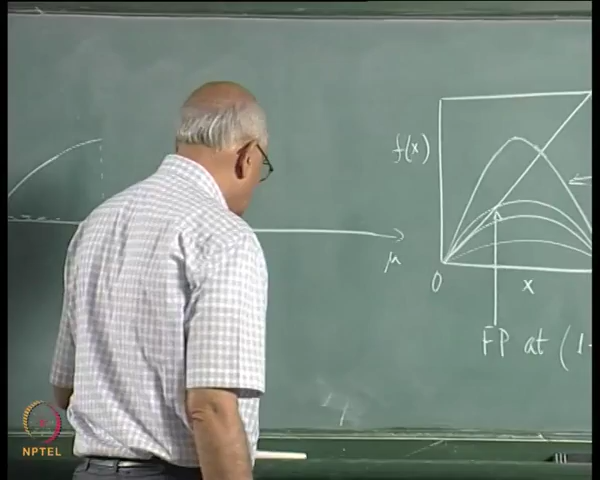 f(x)
μ
0
x
FP at (1-
NPTEL